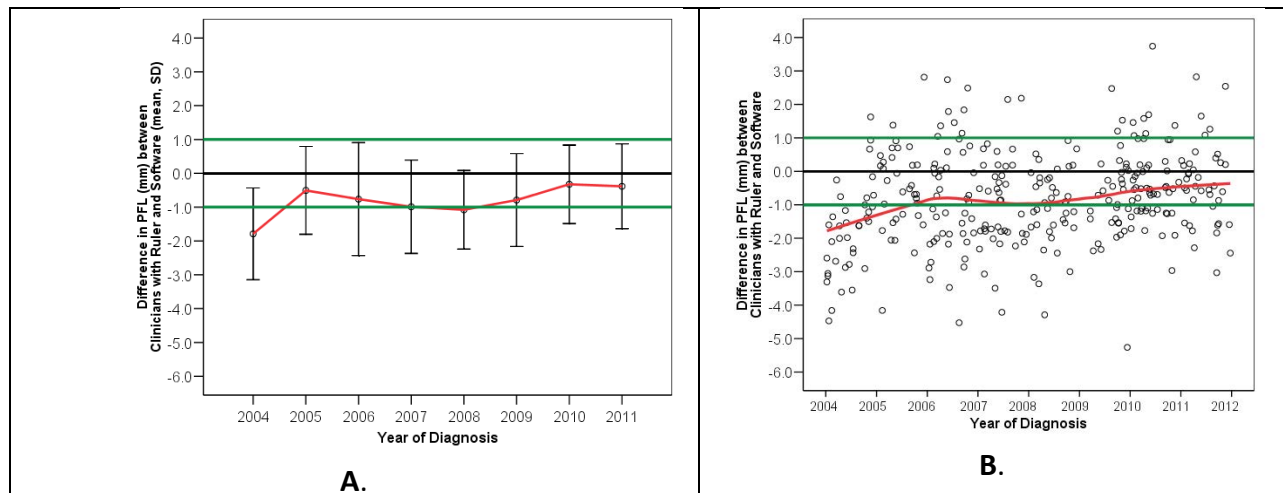 Difference in PFL (mm) between
Clinicians with Ruler and Software (mean, SD)
4.0
3.0
2.0
1.0
0.0
-1.0
-2.0
-3.0
-4.0
-5.0
-6.0
2004 2005 2006 2007 2008 2009 2010 2011
Year of Diagnosis
A.
Difference in PFL (mm) between
Clinicians with Ruler and Software
4.0
3.0
2.0
1.0
0.0
-1.0
-2.0
-3.0
-4.0
-5.0
-6.0
2004 2005 2006 2007 2008 2009 2010 2011 2012
Year of Diagnosis
B.